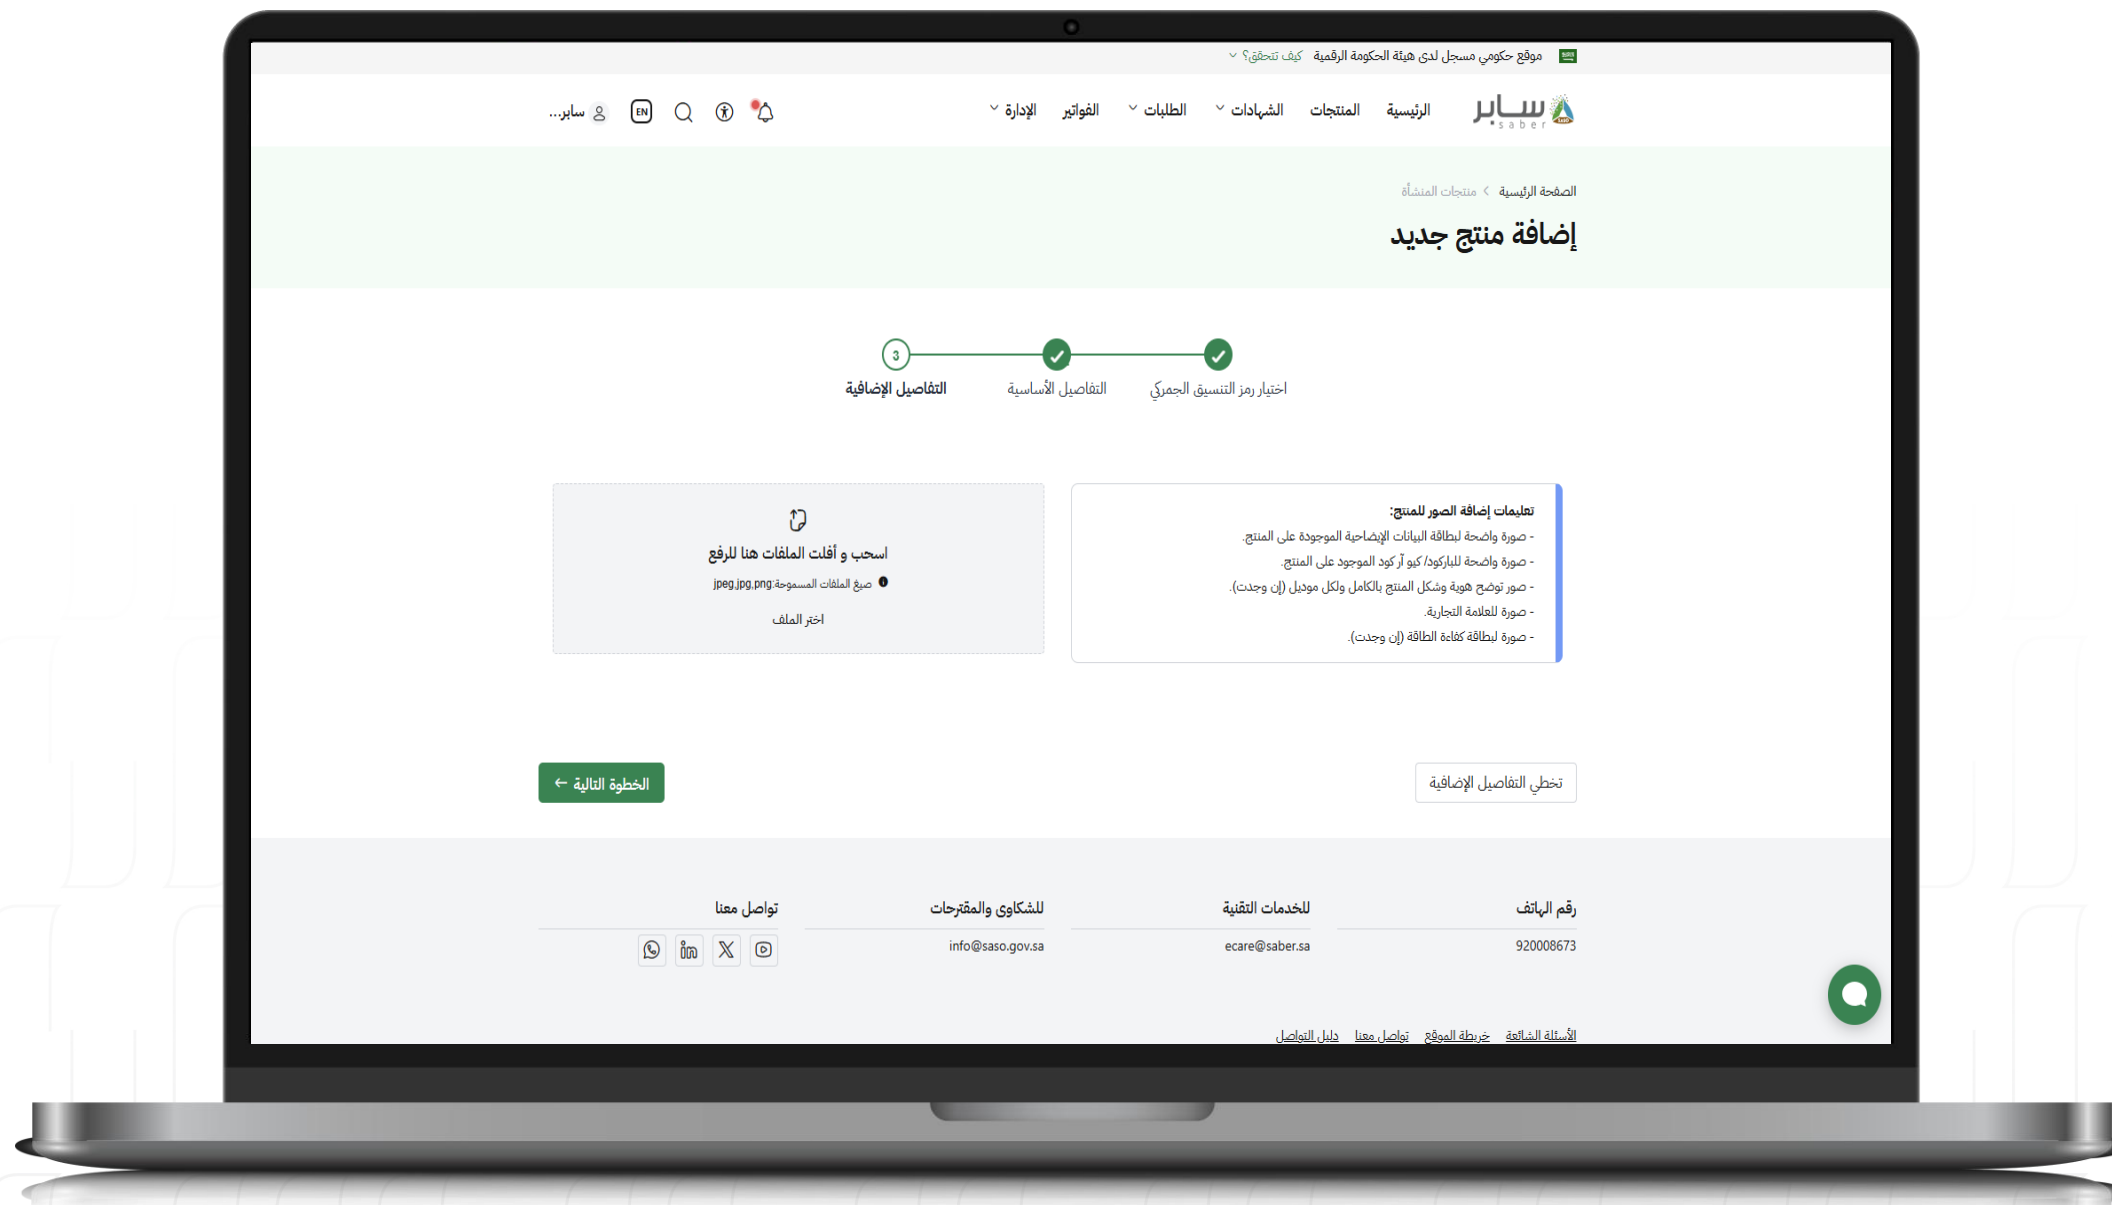 موقع حكومي مسجل لدى هيئة الحكومة الرقمية كيف تتحقق؟
سابر
saber
SASO
الرئيسية المنتجات الشهادات الطلبات الفواتير الإدارة
EN
سابر...
الصفحة الرئيسية > منتجات المنشأة
إضافة منتج جديد
3
اختيار رمز التنسيق الجمركي
التفاصيل الأساسية
التفاصيل الإضافية
تعليمات إضافة الصور للمنتج:
- صورة واضحة لبطاقة البيانات الإيضاحية الموجودة على المنتج.
- صورة واضحة للباركود/ كيو آر كود الموجود على المنتج.
- صور توضح هوية وشكل المنتج بالكامل ولكل موديل (إن وجدت).
- صورة للعلامة التجارية.
- صورة لبطاقة كفاءة الطاقة (إن وجدت).
اسحب و أفلت الملفات هنا للرفع
صيغ الملفات المسموحة:jpeg,jpg,png
اختر الملف
تخطي التفاصيل الإضافية
الخطوة التالية ←
رقم الهاتف
920008673
للخدمات التقنية
ecare@saber.sa
للشكاوى والمقترحات
info@saso.gov.sa
تواصل معنا
الأسئلة الشائعة خريطة الموقع تواصل معنا دليل التواصل